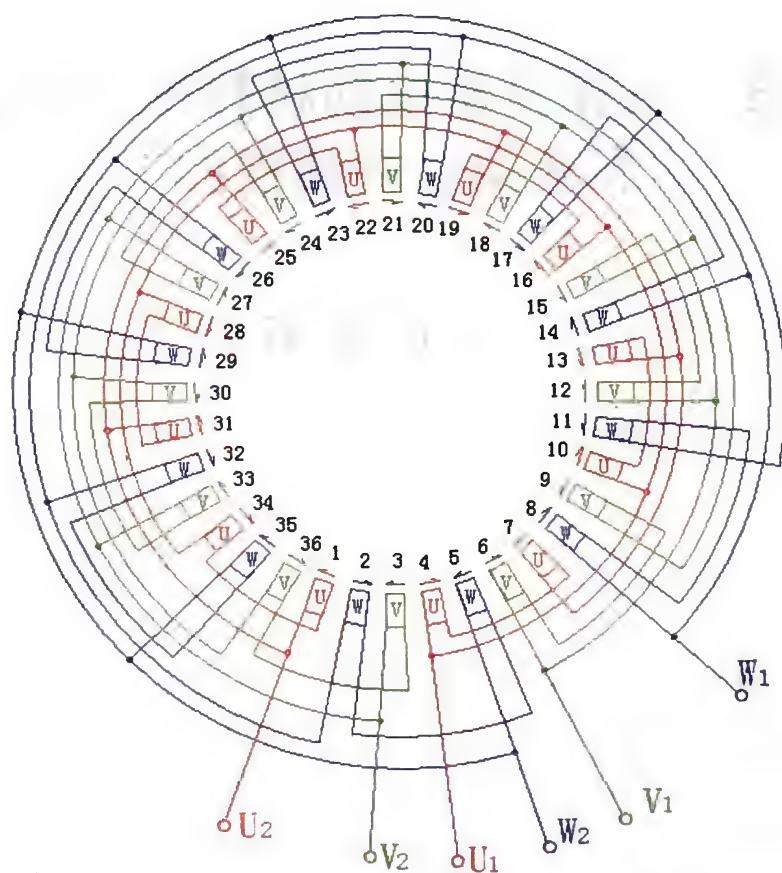 W W
U V U
V V
W W
U U
V V
W W
U U
W V V W
U U
W V V W
U U
W V V W
U V U
W
24 23 22 21 20 19 18
25 17
26 16
27 15
28 14
29 13
30 12
31 11
32 10
33 9
34 8
35 36 1 2 3 4 5 6 7
W1
V1
U2 V2 U1 W2